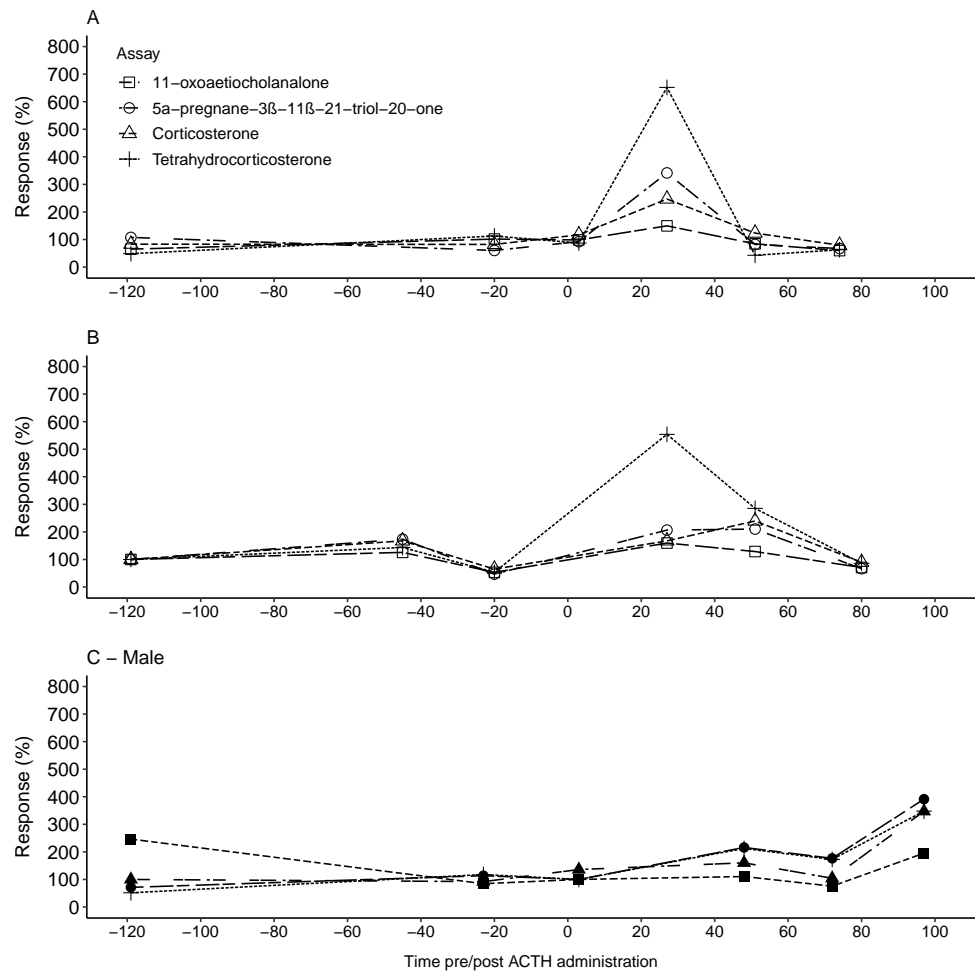 A
Assay
11−oxoaetiocholanalone
5a−pregnane−3ß−11ß−21−triol−20−one
Corticosterone
Tetrahydrocorticosterone
Response (%)
800
700
600
500
400
300
200
100
0
−120 −100 −80 −60 −40 −20 0 20 40 60 80 100
B
Response (%)
800
700
600
500
400
300
200
100
0
−120 −100 −80 −60 −40 −20 0 20 40 60 80 100
C − Male
Response (%)
800
700
600
500
400
300
200
100
0
−120 −100 −80 −60 −40 −20 0 20 40 60 80 100
Time pre/post ACTH administration